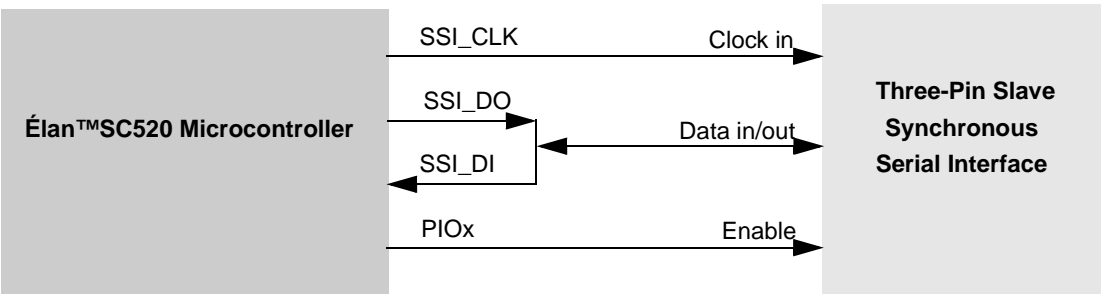 SSI_CLK Clock in
SSI_DO
Élan™SC520 Microcontroller
Data in/out
SSI_DI
PIOx Enable
Three-Pin Slave
Synchronous
Serial Interface